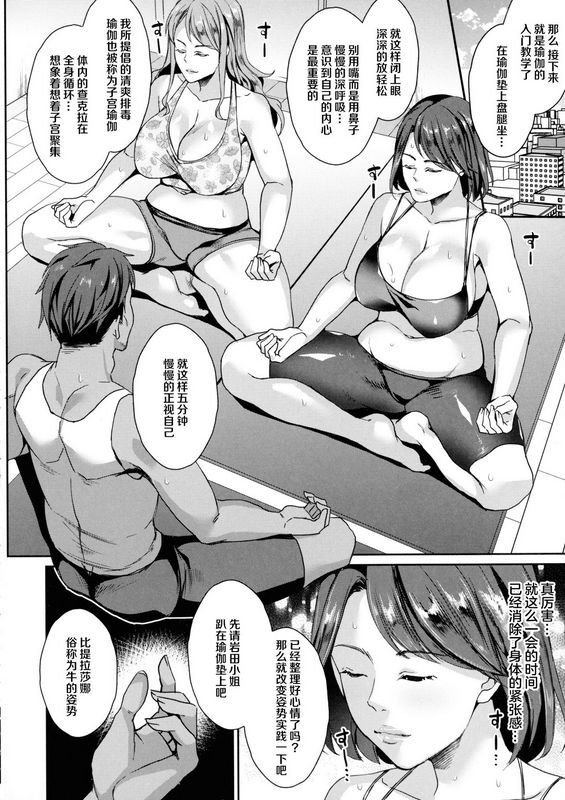 那么 接下来
就是瑜伽的
入门教学了
在瑜伽垫上盘腿坐…
就这样闭上眼
深深的放轻松
别用嘴而是用鼻子
慢慢的深呼吸…
意识到自己的内心
是最重要的
我所提倡的清爽排毒
瑜伽也被称为子宫瑜伽
体内的查克拉在
全身循环…
想象着想着子宫聚集
すー
すー
すー
すー
就这样五分钟
慢慢的正视自己
真厉害…
就这么一会的时间
已经消除了身体的紧张感…
已经整理好心情了吗？
那么就改变姿势实践一下吧
先请岩田小姐
趴在瑜伽垫上吧
比提拉莎娜
俗称为牛的姿势